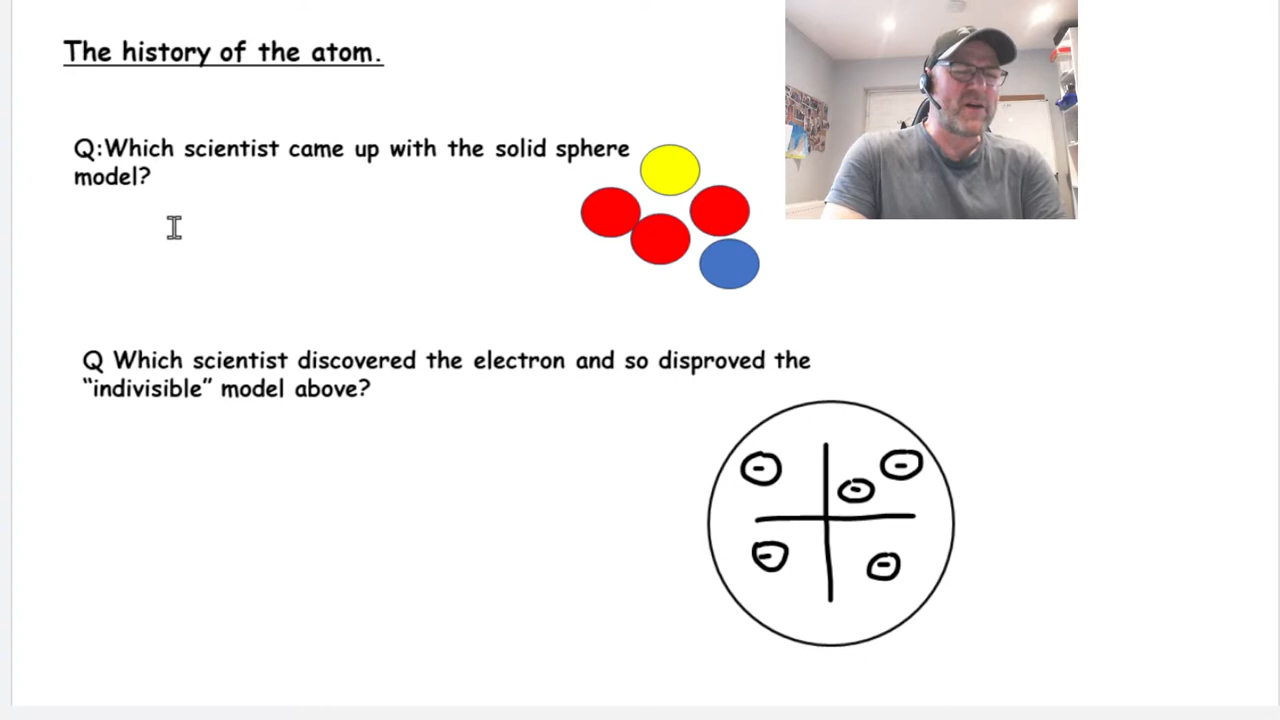 The history of the atom.
Q:Which scientist came up with the solid sphere
model?
Q Which scientist discovered the electron and so disproved the
“indivisible” model above?